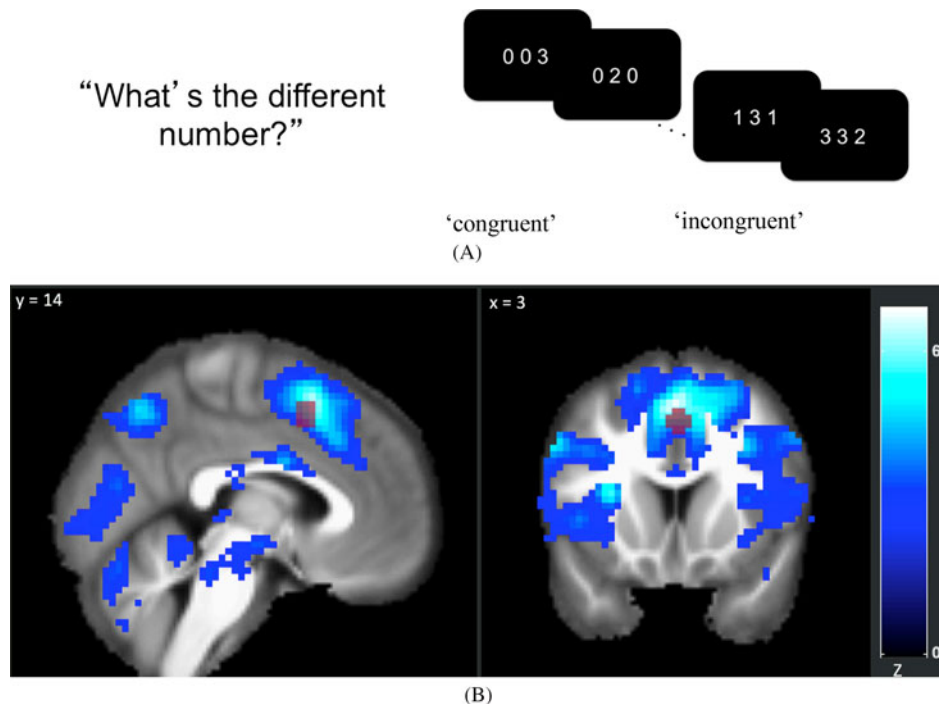 “What’s the different
number?”
0 0 3
0 2 0
. . .
1 3 1
3 3 2
‘congruent’
‘incongruent’
(A)
y = 14
x = 3
6
0
Z
(B)